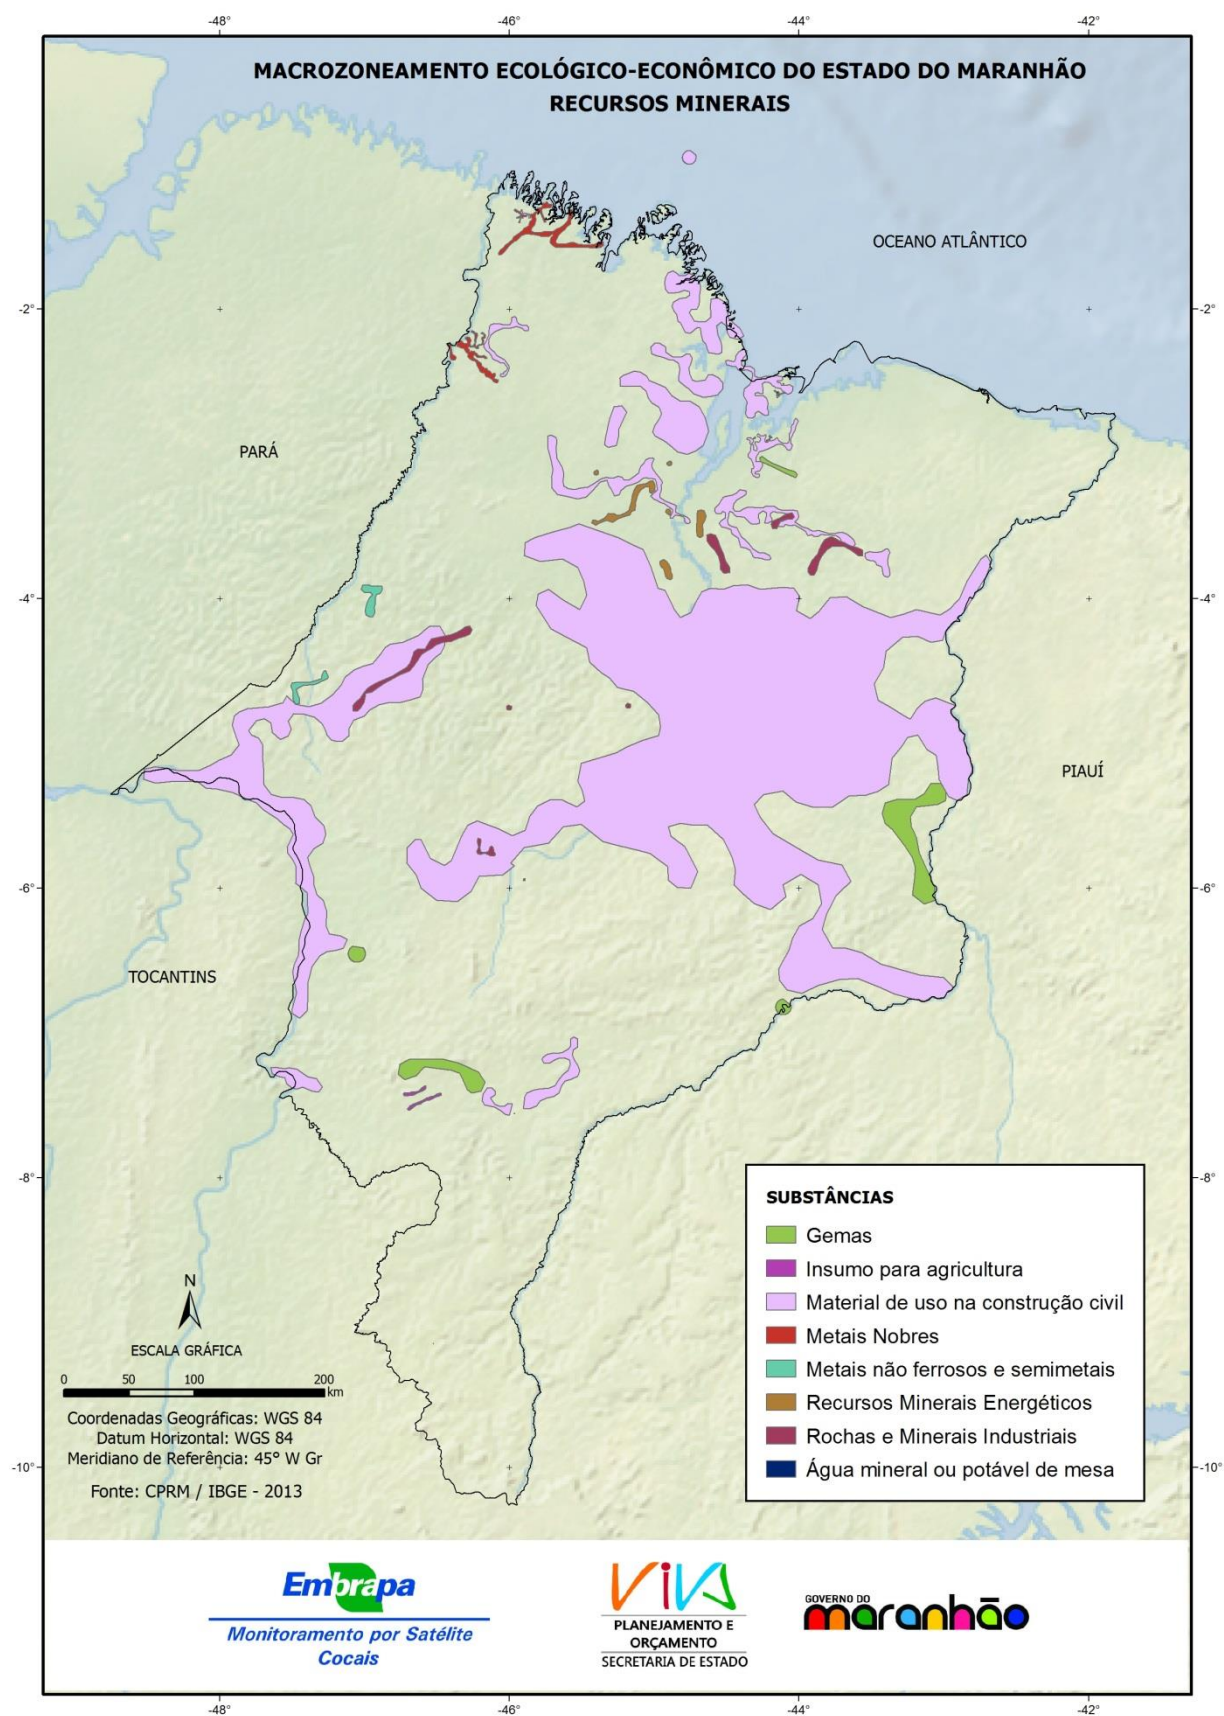 -48°
-46°
-44°
-42°
MACROZONEAMENTO ECOLÓGICO-ECONÔMICO DO ESTADO DO MARANHÃO
RECURSOS MINERAIS
OCEANO ATLÂNTICO
-2°
-2°
PARÁ
-4°
-4°
PIAUÍ
-6°
-6°
TOCANTINS
-8°
-8°
SUBSTÂNCIAS
Gemas
Insumo para agricultura
Material de uso na construção civil
Metais Nobres
Metais não ferrosos e semimetais
Recursos Minerais Energéticos
Rochas e Minerais Industriais
Água mineral ou potável de mesa
N
ESCALA GRÁFICA
0 50 100 200
km
Coordenadas Geográficas: WGS 84
Datum Horizontal: WGS 84
Meridiano de Referência: 45° W Gr
Fonte: CPRM / IBGE - 2013
-10°
-10°
Embrapa
Monitoramento por Satélite
Cocais
VIVA
PLANEJAMENTO E
ORÇAMENTO
SECRETARIA DE ESTADO
GOVERNO DO
maranhão
-48°
-46°
-44°
-42°